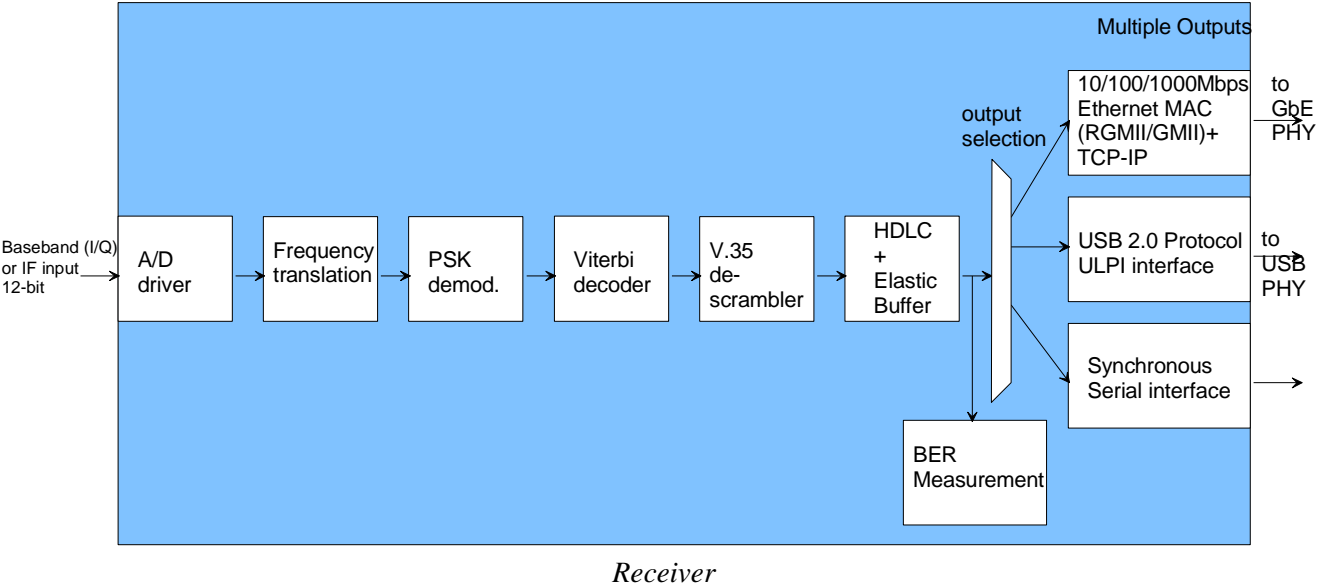 Multiple Outputs
10/100/1000Mbps
Ethernet MAC
(RGMII/GMII)+
TCP-IP
to
GbE
PHY
output
selection
Baseband (I/Q)
or IF input
12-bit
A/D
driver
Frequency
translation
PSK
demod.
Viterbi
decoder
V.35
de-
scrambler
HDLC
+
Elastic
Buffer
USB 2.0 Protocol
ULPI interface
to
USB
PHY
Synchronous
Serial interface
BER
Measurement
Receiver